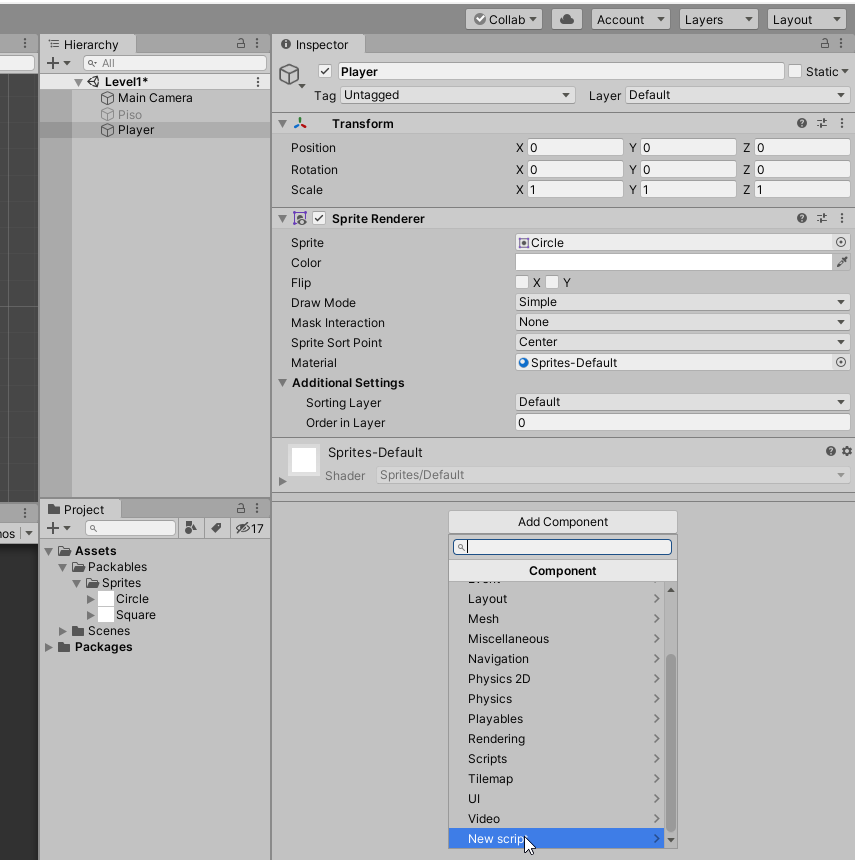 Collab
Account
Layers
Layout
Hierarchy
All
Level1*
Main Camera
Piso
Player
Project
17
Assets
Packables
Sprites
Circle
Square
Scenes
Packages
Inspector
Player
Static
Tag Untagged
Layer Default
Transform
Position X 0 Y 0 Z 0
Rotation X 0 Y 0 Z 0
Scale X 1 Y 1 Z 1
Sprite Renderer
Sprite Circle
Color
Flip X Y
Draw Mode Simple
Mask Interaction None
Sprite Sort Point Center
Material Sprites-Default
Additional Settings
Sorting Layer Default
Order in Layer 0
Sprites-Default
Shader Sprites/Default
Add Component
Component
Event
Layout
Mesh
Miscellaneous
Navigation
Physics 2D
Physics
Playables
Rendering
Scripts
Tilemap
UI
Video
New script